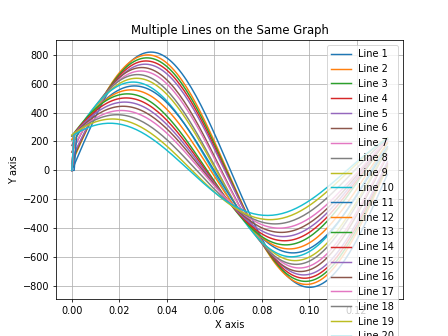 Multiple Lines on the Same Graph
Y axis
800
600
400
200
0
−200
−400
−600
−800
0.00
0.02
0.04
0.06
0.08
0.10
X axis
Line 1
Line 2
Line 3
Line 4
Line 5
Line 6
Line 7
Line 8
Line 9
Line 10
Line 11
Line 12
Line 13
Line 14
Line 15
Line 16
Line 17
Line 18
Line 19
Line 20